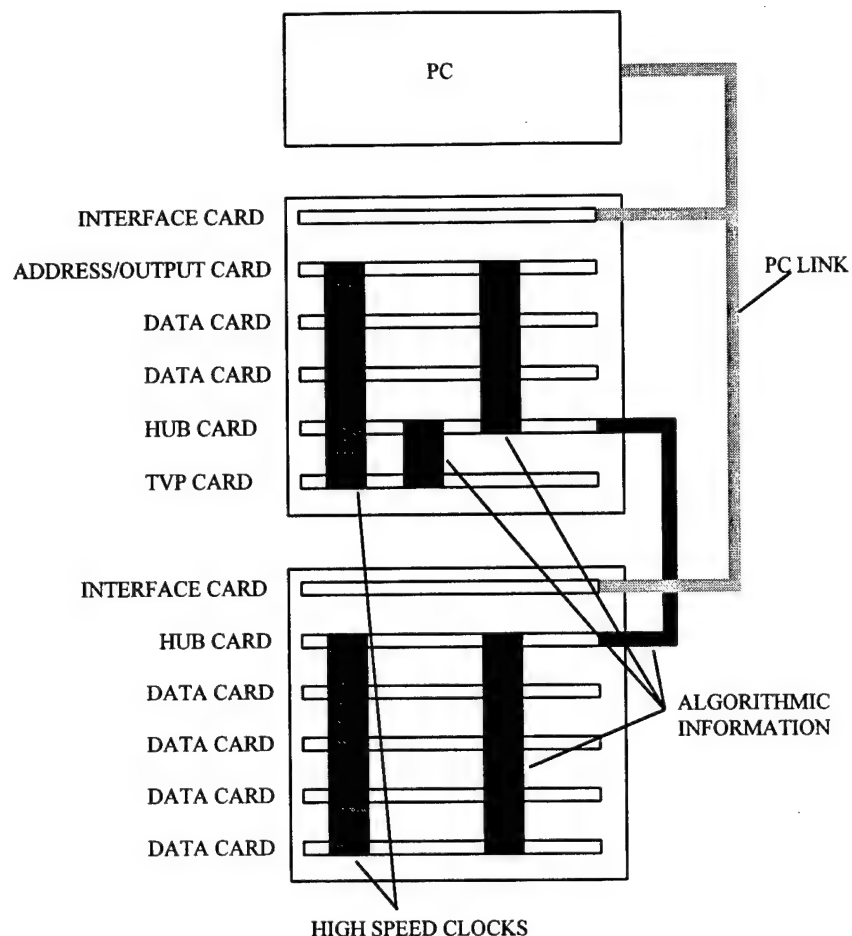 PC
INTERFACE CARD
ADDRESS/OUTPUT CARD
PC LINK
DATA CARD
DATA CARD
HUB CARD
TVP CARD
INTERFACE CARD
HUB CARD
DATA CARD
ALGORITHMIC
INFORMATION
DATA CARD
DATA CARD
DATA CARD
HIGH SPEED CLOCKS